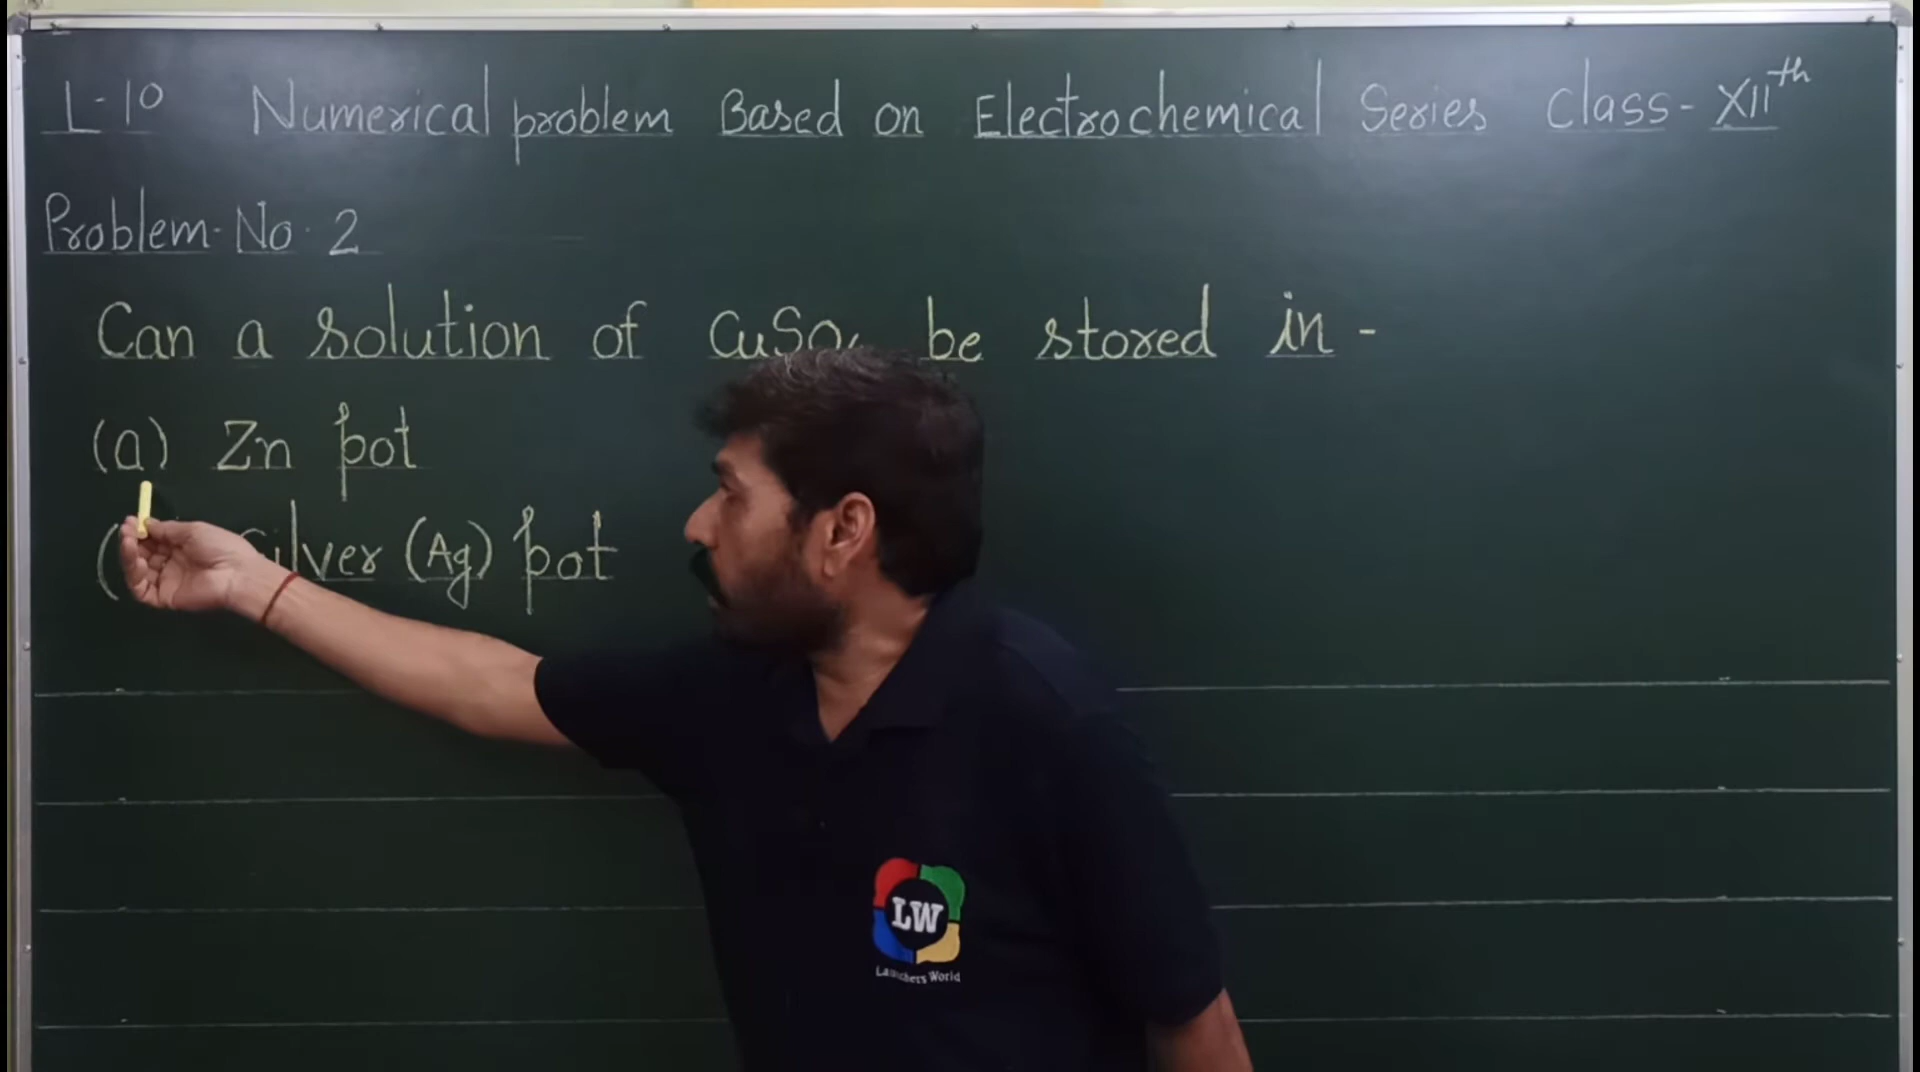 L-10 Numerical problem Based on Electrochemical Series Class- XIIth
Problem-No. 2
Can a solution of CuSO4 be stored in -
(a) Zn pot
Silver (Ag) pot
LW
Launchers World